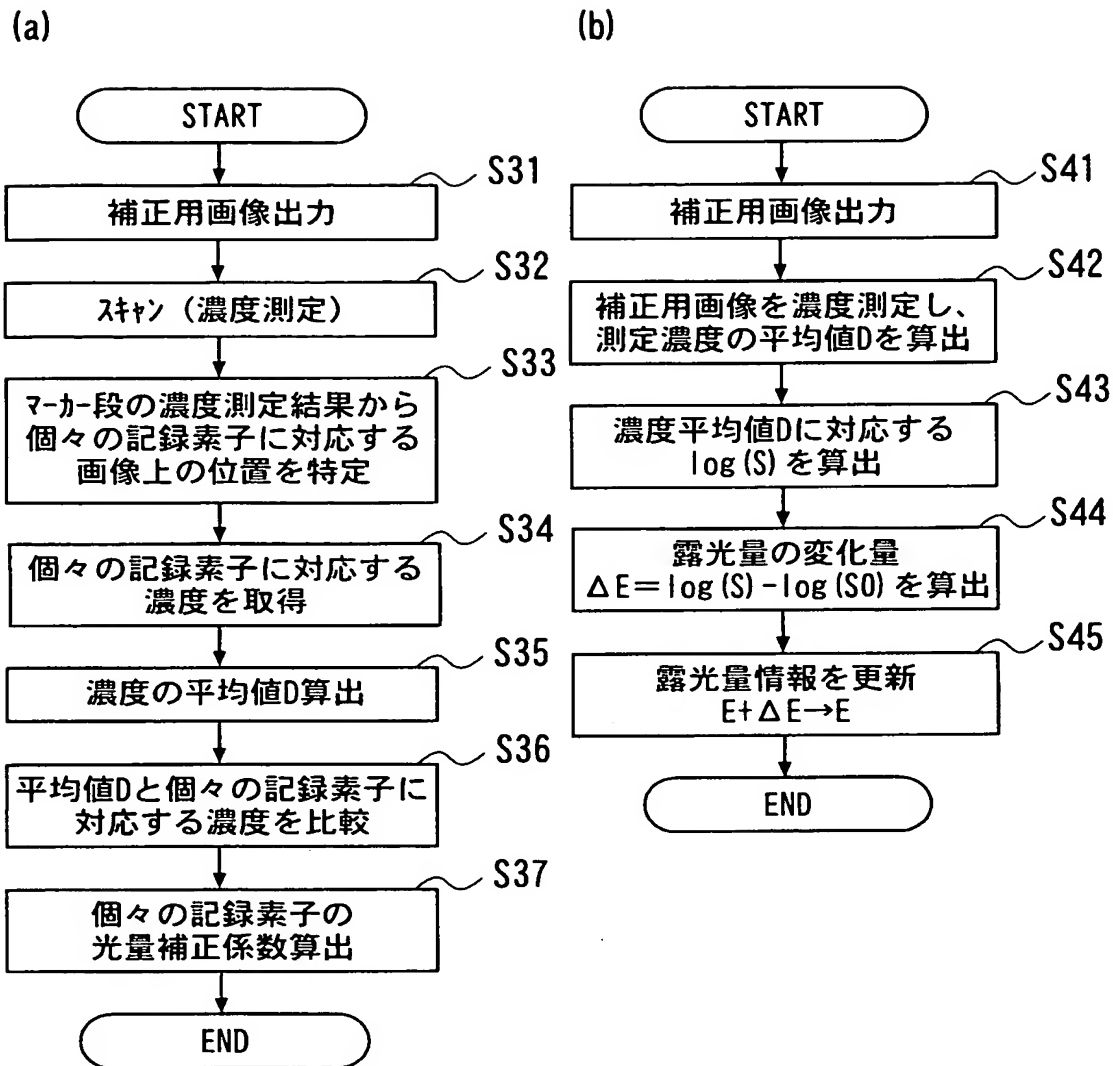 (a)
START
S31
補正用画像出力
S32
スキャン（濃度測定）
S33
マーカー段の濃度測定結果から
個々の記録素子に対応する
画像上の位置を特定
S34
個々の記録素子に対応する
濃度を取得
S35
濃度の平均値D算出
S36
平均値Dと個々の記録素子に
対応する濃度を比較
S37
個々の記録素子の
光量補正係数算出
END
(b)
START
S41
補正用画像出力
S42
補正用画像を濃度測定し、
測定濃度の平均値Dを算出
S43
濃度平均値Dに対応する
log(S)を算出
S44
露光量の変化量
ΔE=log(S)-log(S0)を算出
S45
露光量情報を更新
E+ΔE→E
END